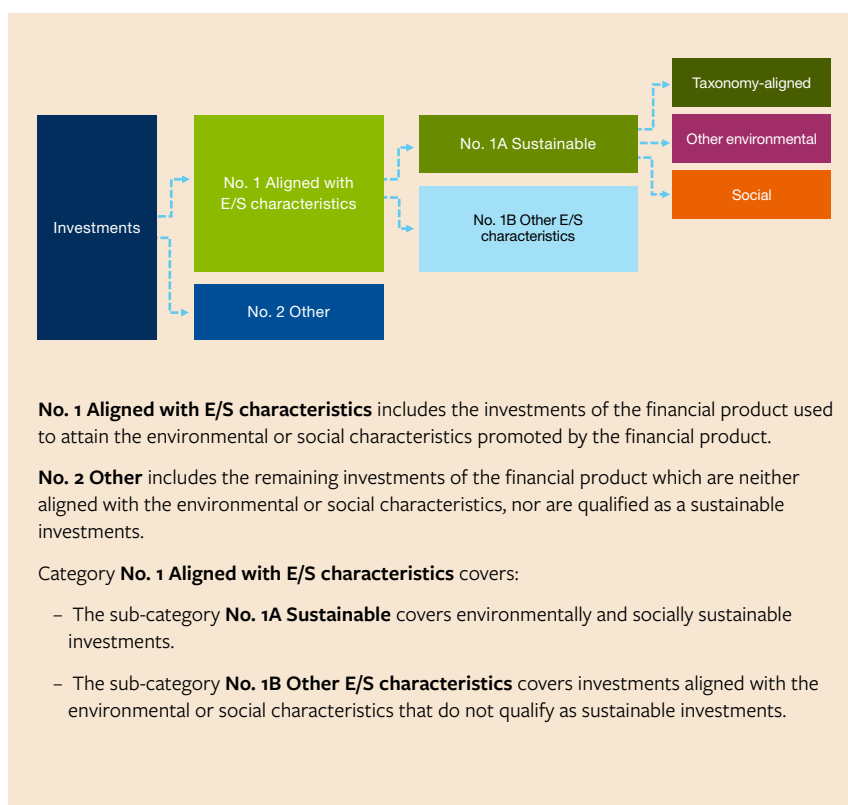 Taxonomy-aligned
Investments
No. 1 Aligned with
E/S characteristics
No. 1A Sustainable
Other environmental
Social
No. 1B Other E/S
characteristics
No. 2 Other
No. 1 Aligned with E/S characteristics includes the investments of the financial product used
to attain the environmental or social characteristics promoted by the financial product.
No. 2 Other includes the remaining investments of the financial product which are neither
aligned with the environmental or social characteristics, nor are qualified as a sustainable
investments.
Category No. 1 Aligned with E/S characteristics covers:
– The sub-category No. 1A Sustainable covers environmentally and socially sustainable
investments.
– The sub-category No. 1B Other E/S characteristics covers investments aligned with the
environmental or social characteristics that do not qualify as sustainable investments.